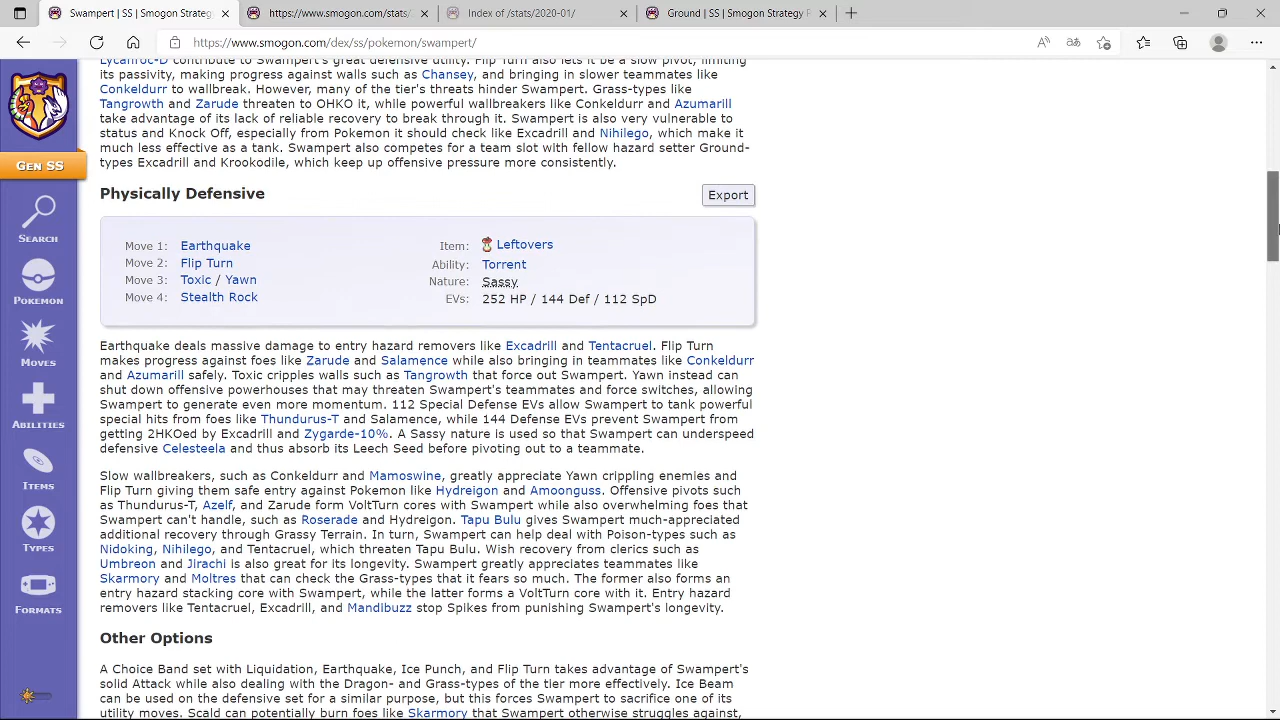 Swampert | SS | Smogon Strateg
https://www.smogon.com/stats/
Index of /stats/2020-01/
Ground | SS | Smogon Strategy P
https://www.smogon.com/dex/ss/pokemon/swampert/
GEN SS
SEARCH
POKEMON
MOVES
ABILITIES
ITEMS
TYPES
FORMATS
Lycanroc-D contribute to Swampert's great defensive utility. Flip Turn also lets it be a slow pivot, limiting
its passivity, making progress against walls such as Chansey, and bringing in slower teammates like
Conkeldurr to wallbreak. However, many of the tier's threats hinder Swampert. Grass-types like
Tangrowth and Zarude threaten to OHKO it, while powerful wallbreakers like Conkeldurr and Azumarill
take advantage of its lack of reliable recovery to break through it. Swampert is also very vulnerable to
status and Knock Off, especially from Pokemon it should check like Excadrill and Nihilego, which make it
much less effective as a tank. Swampert also competes for a team slot with fellow hazard setter Ground-
types Excadrill and Krookodile, which keep up offensive pressure more consistently.
Physically Defensive
Export
Move 1: Earthquake
Move 2: Flip Turn
Move 3: Toxic / Yawn
Move 4: Stealth Rock
Item: Leftovers
Ability: Torrent
Nature: Sassy
EVs: 252 HP / 144 Def / 112 SpD
Earthquake deals massive damage to entry hazard removers like Excadrill and Tentacruel. Flip Turn
makes progress against foes like Zarude and Salamence while also bringing in teammates like Conkeldurr
and Azumarill safely. Toxic cripples walls such as Tangrowth that force out Swampert. Yawn instead can
shut down offensive powerhouses that may threaten Swampert's teammates and force switches, allowing
Swampert to generate even more momentum. 112 Special Defense EVs allow Swampert to tank powerful
special hits from foes like Thundurus-T and Salamence, while 144 Defense EVs prevent Swampert from
getting 2HKOed by Excadrill and Zygarde-10%. A Sassy nature is used so that Swampert can underspeed
defensive Celesteela and thus absorb its Leech Seed before pivoting out to a teammate.
Slow wallbreakers, such as Conkeldurr and Mamoswine, greatly appreciate Yawn crippling enemies and
Flip Turn giving them safe entry against Pokemon like Hydreigon and Amoonguss. Offensive pivots such
as Thundurus-T, Azelf, and Zarude form VoltTurn cores with Swampert while also overwhelming foes that
Swampert can't handle, such as Roserade and Hydreigon. Tapu Bulu gives Swampert much-appreciated
additional recovery through Grassy Terrain. In turn, Swampert can help deal with Poison-types such as
Nidoking, Nihilego, and Tentacruel, which threaten Tapu Bulu. Wish recovery from clerics such as
Umbreon and Jirachi is also great for its longevity. Swampert greatly appreciates teammates like
Skarmory and Moltres that can check the Grass-types that it fears so much. The former also forms an
entry hazard stacking core with Swampert, while the latter forms a VoltTurn core with it. Entry hazard
removers like Tentacruel, Excadrill, and Mandibuzz stop Spikes from punishing Swampert's longevity.
Other Options
A Choice Band set with Liquidation, Earthquake, Ice Punch, and Flip Turn takes advantage of Swampert's
solid Attack while also dealing with the Dragon- and Grass-types of the tier more effectively. Ice Beam
can be used on the defensive set for a similar purpose, but this forces Swampert to sacrifice one of its
utility moves. Scald can potentially burn foes like Skarmory that Swampert otherwise struggles against,